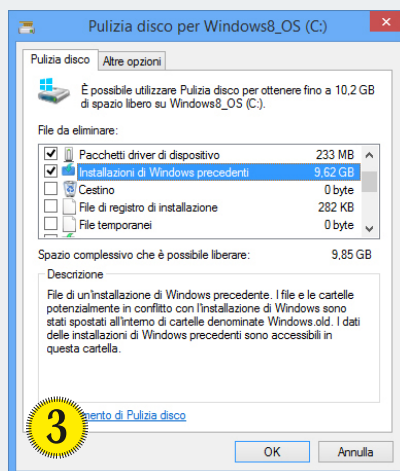 Pulizia disco per Windows8_OS (C:)
Pulizia disco
Altre opzioni
È possibile utilizzare Pulizia disco per ottenere fino a 10,2 GB
di spazio libero su Windows8_OS (C:).
File da eliminare:
Pacchetti driver di dispositivo 233 MB
Installazioni di Windows precedenti 9,62 GB
Cestino 0 byte
File di registro di installazione 282 KB
File temporanei 0 byte
Spazio complessivo che è possibile liberare: 9,85 GB
Descrizione
File di un'installazione di Windows precedente. I file e le cartelle
potenzialmente in conflitto con l'installazione di Windows sono
stati spostati all'interno di cartelle denominate Windows.old. I dati
delle installazioni di Windows precedenti sono accessibili in
questa cartella.
3
di Pulizia disco
OK
Annulla